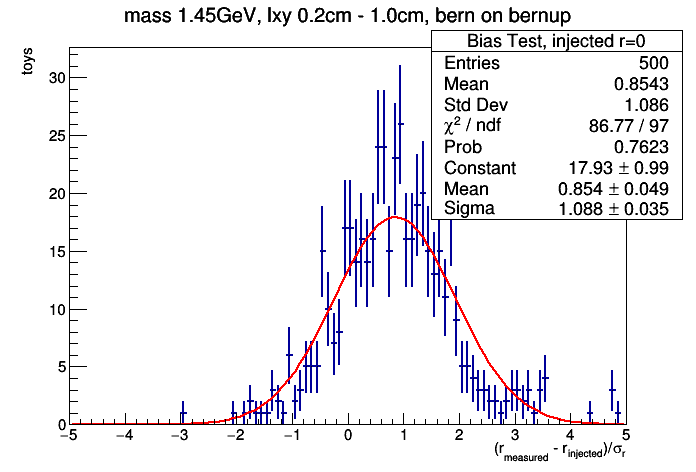 mass 1.45GeV, lxy 0.2cm - 1.0cm, bern on bernup
Bias Test, injected r=0
Entries 500
Mean 0.8543
Std Dev 1.086
χ² / ndf 86.77 / 97
Prob 0.7623
Constant 17.93 ± 0.99
Mean 0.854 ± 0.049
Sigma 1.088 ± 0.035
toys
30
25
20
15
10
5
0
−5 −4 −3 −2 −1 0 1 2 3 4 5
(r_measured - r_injected)/σ_r